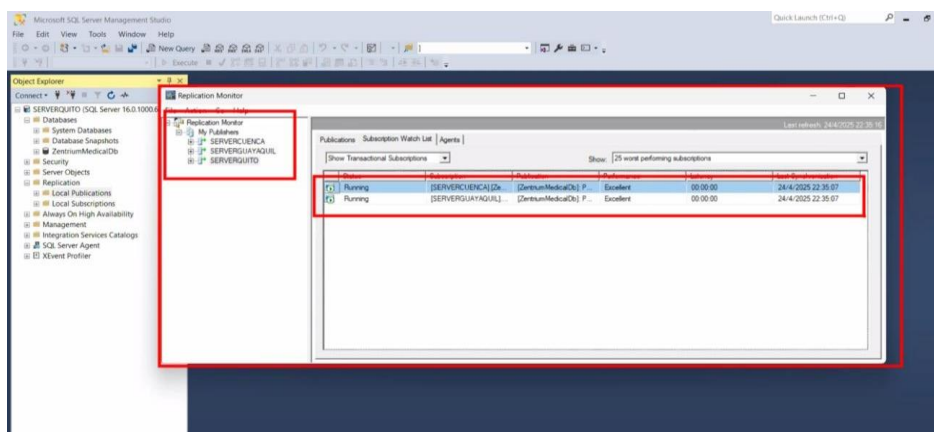 Microsoft SQL Server Management Studio
Quick Launch (Ctrl+Q)
File Edit View Tools Window Help
New Query
Execute
Object Explorer
Connect
SERVERQUITO (SQL Server 16.0.1000.6
Databases
System Databases
Database Snapshots
ZentriumMedicalDb
Security
Server Objects
Replication
Local Publications
Local Subscriptions
Always On High Availability
Management
Integration Services Catalogs
SQL Server Agent
XEvent Profiler
Replication Monitor
File Action Go Help
Replication Monitor
My Publishers
SERVERCUENCA
SERVERGUAYAQUIL
SERVERQUITO
Last refresh: 24/4/2025 22:35:16
Publications Subscription Watch List Agents
Show Transactional Subscriptions Show: 25 worst performing subscriptions
Status Subscription Publication Performance Latency Last Synchronization
Running [SERVERCUENCA].[Ze... [ZentriumMedicalDb]: P... Excellent 00:00:00 24/4/2025 22:35:07
Running [SERVERGUAYAQUIL].... [ZentriumMedicalDb]: P... Excellent 00:00:00 24/4/2025 22:35:07